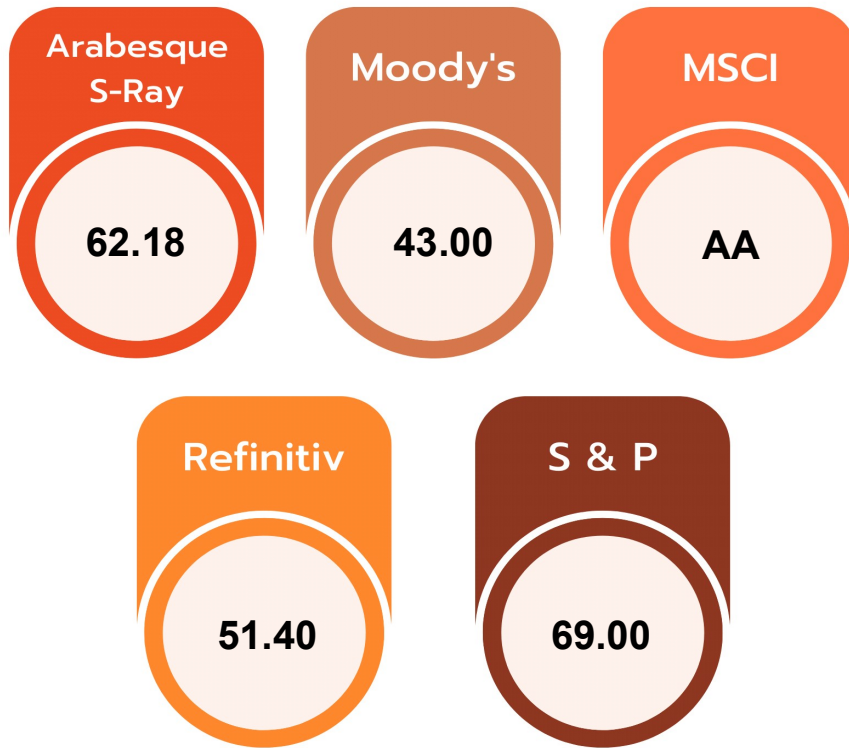 Arabesque
S-Ray
62.18
Moody's
43.00
MSCI
AA
Refinitiv
51.40
S & P
69.00